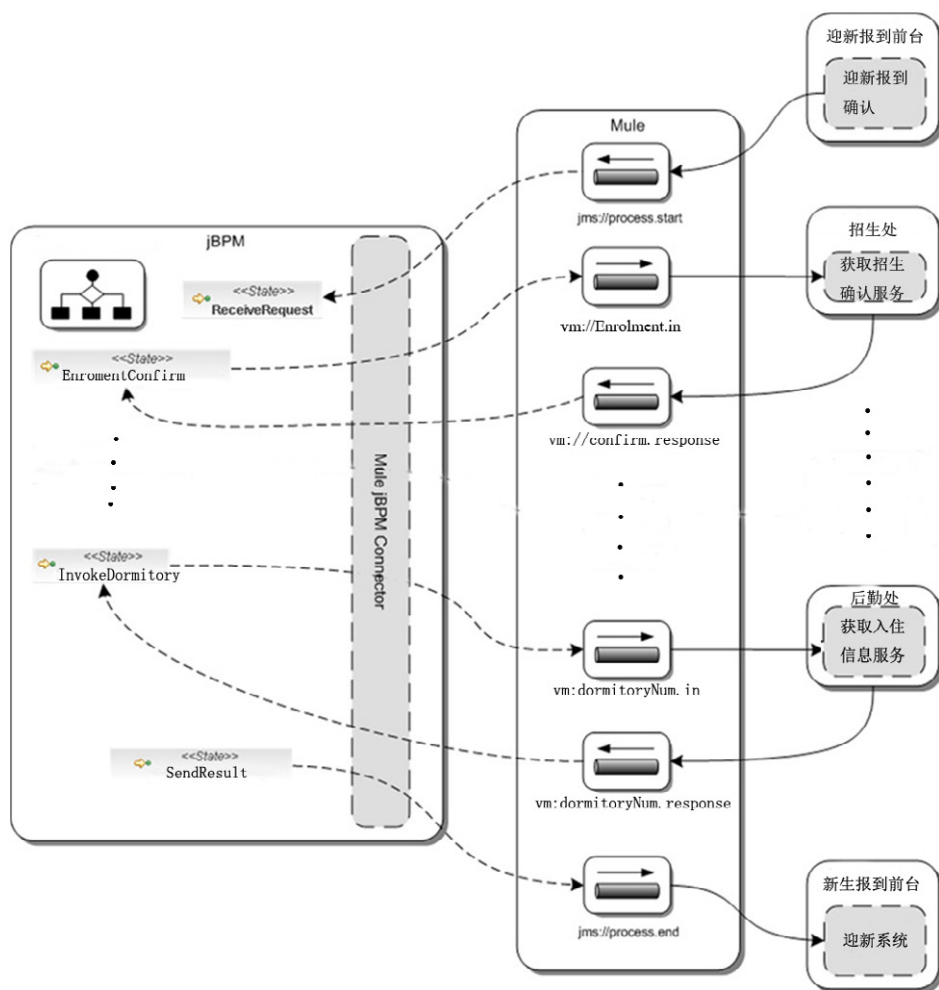 迎新报到前台
迎新报到
确认
Mule
jms://process.start
招生处
获取招生
确认服务
jBPM
<<State>>
ReceiveRequest
vm://Enrolment.in
<<State>>
EnromentConfirm
vm://confirm.response
Mule jBPM Connector
<<State>>
InvokeDormitory
后勤处
获取入住
信息服务
vm:dormitoryNum.in
<<State>>
SendResult
vm:dormitoryNum.response
新生报到前台
迎新系统
jms://process.end